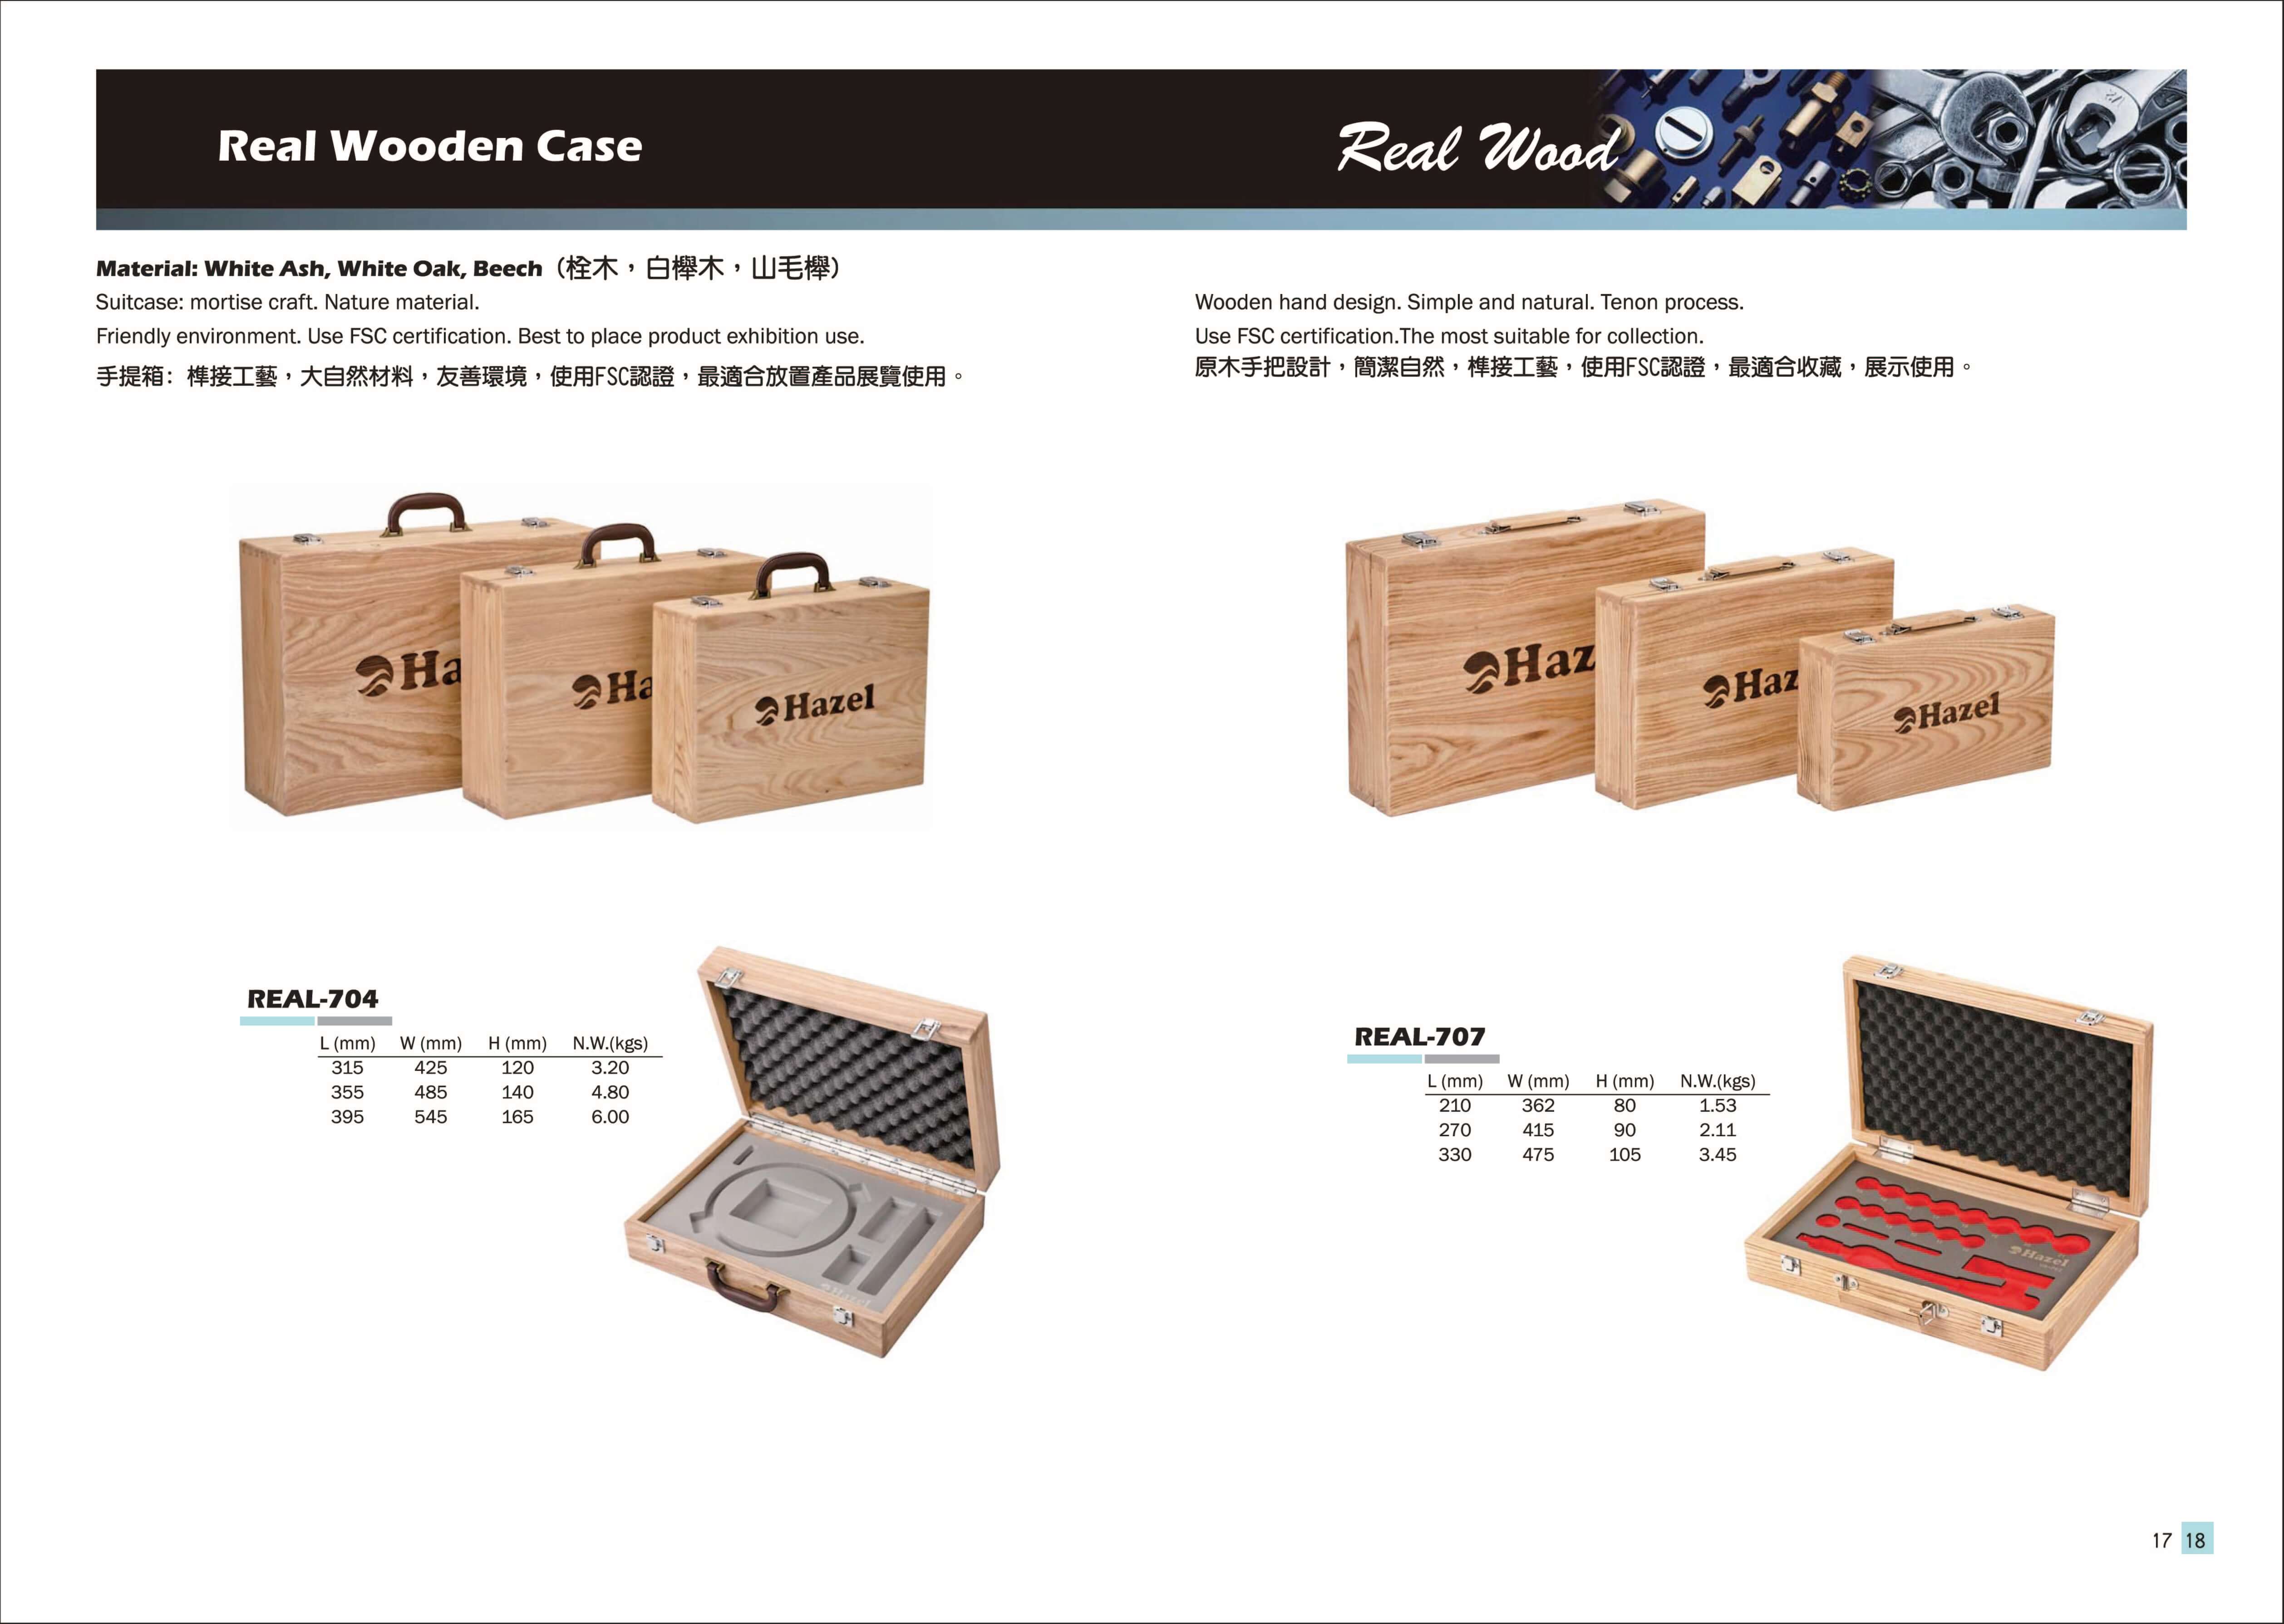 Real Wooden Case
Real Wood
Material: White Ash, White Oak, Beech (栓木，白櫸木，山毛櫸)
Suitcase: mortise craft. Nature material.
Friendly environment. Use FSC certification. Best to place product exhibition use.
手提箱: 榫接工藝，大自然材料，友善環境，使用FSC認證，最適合放置產品展覽使用。
Wooden hand design. Simple and natural. Tenon process.
Use FSC certification.The most suitable for collection.
原木手把設計，簡潔自然，榫接工藝，使用FSC認證，最適合收藏，展示使用。
Ha
Ha
Hazel
Haz
Haz
Hazel
REAL-704
L (mm) W (mm) H (mm) N.W.(kgs)
315 425 120 3.20
355 485 140 4.80
395 545 165 6.00
Hazel
REAL-707
L (mm) W (mm) H (mm) N.W.(kgs)
210 362 80 1.53
270 415 90 2.11
330 475 105 3.45
Hazel
17 18